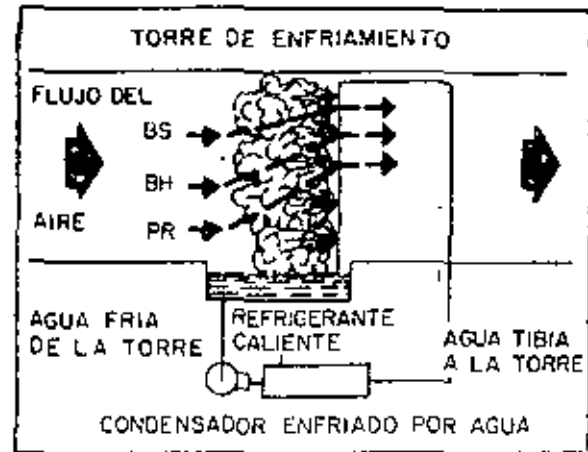 TORRE DE ENFRIAMIENTO
FLUJO DEL
BS
BH
AIRE
PR
AGUA FRIA
DE LA TORRE
REFRIGERANTE
CALIENTE
AGUA TIBIA
A LA TORRE
CONDENSADOR ENFRIADO POR AGUA